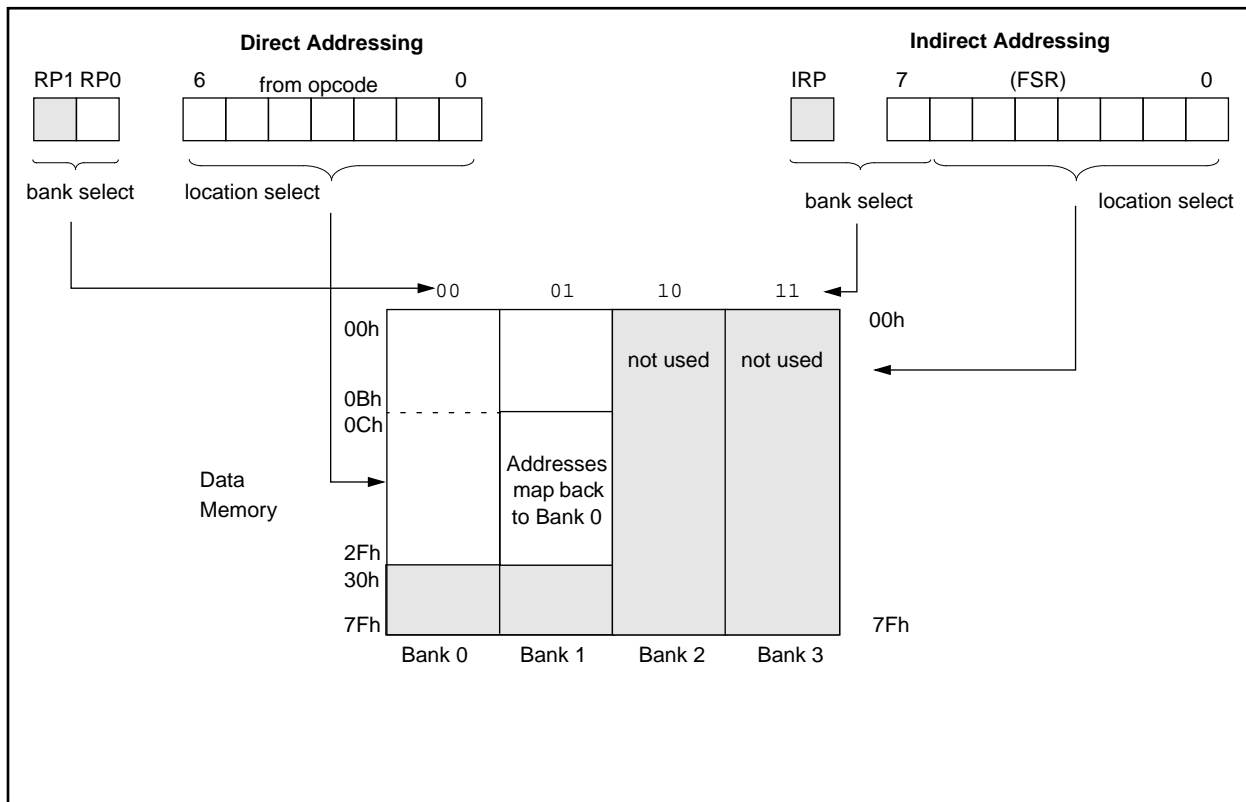 Direct Addressing
RP1 RP0
6 from opcode 0
bank select
location select
Indirect Addressing
IRP
7 (FSR) 0
bank select
location select
00 01 10 11
00h
0Bh
0Ch
2Fh
30h
7Fh
Data
Memory
Addresses
map back
to Bank 0
not used
not used
00h
7Fh
Bank 0 Bank 1 Bank 2 Bank 3